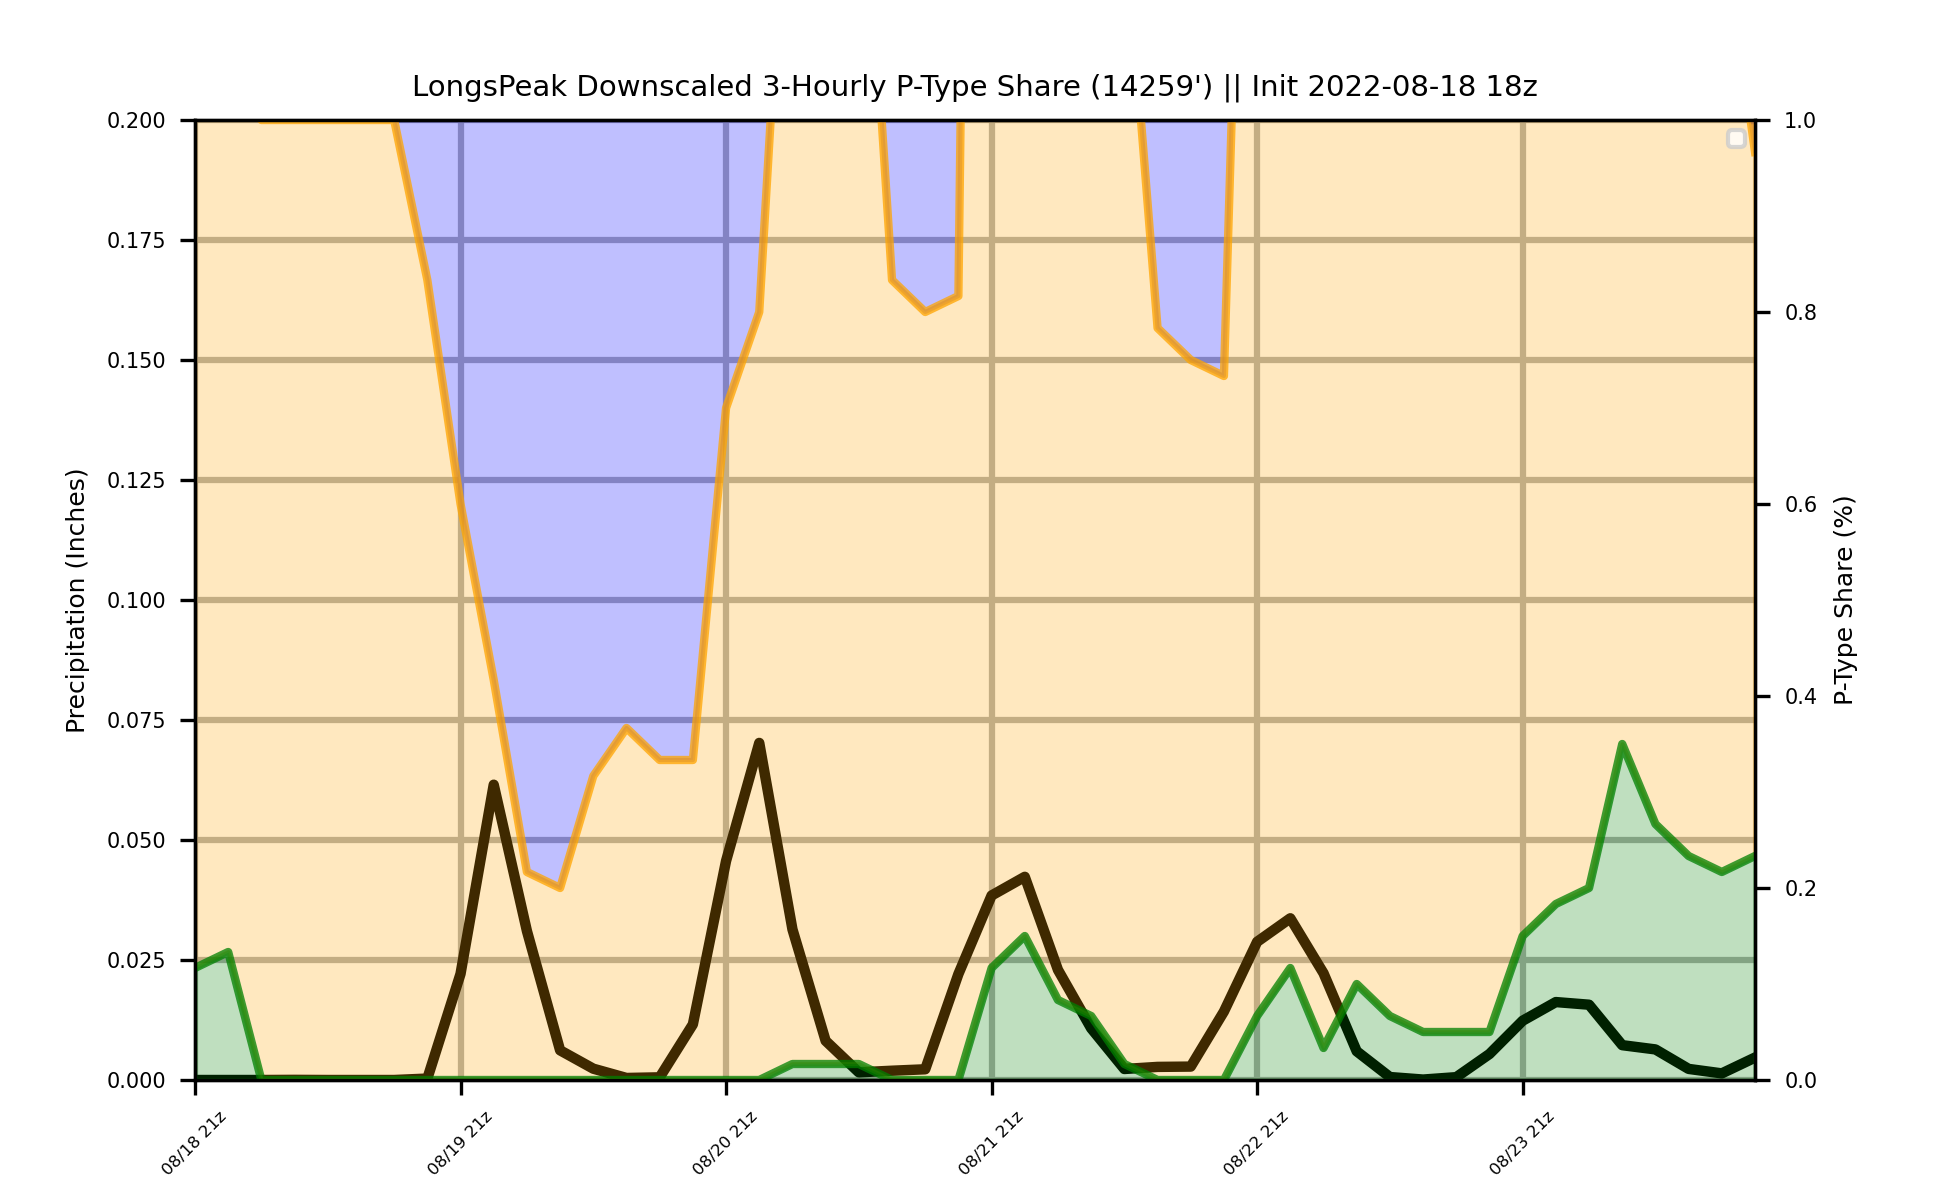 LongsPeak Downscaled 3-Hourly P-Type Share (14259') || Init 2022-08-18 18z
Precipitation (Inches)
0.200
0.175
0.150
0.125
0.100
0.075
0.050
0.025
0.000
1.0
0.8
0.6
0.4
0.2
0.0
P-Type Share (%)
08/18 21z
08/19 21z
08/20 21z
08/21 21z
08/22 21z
08/23 21z